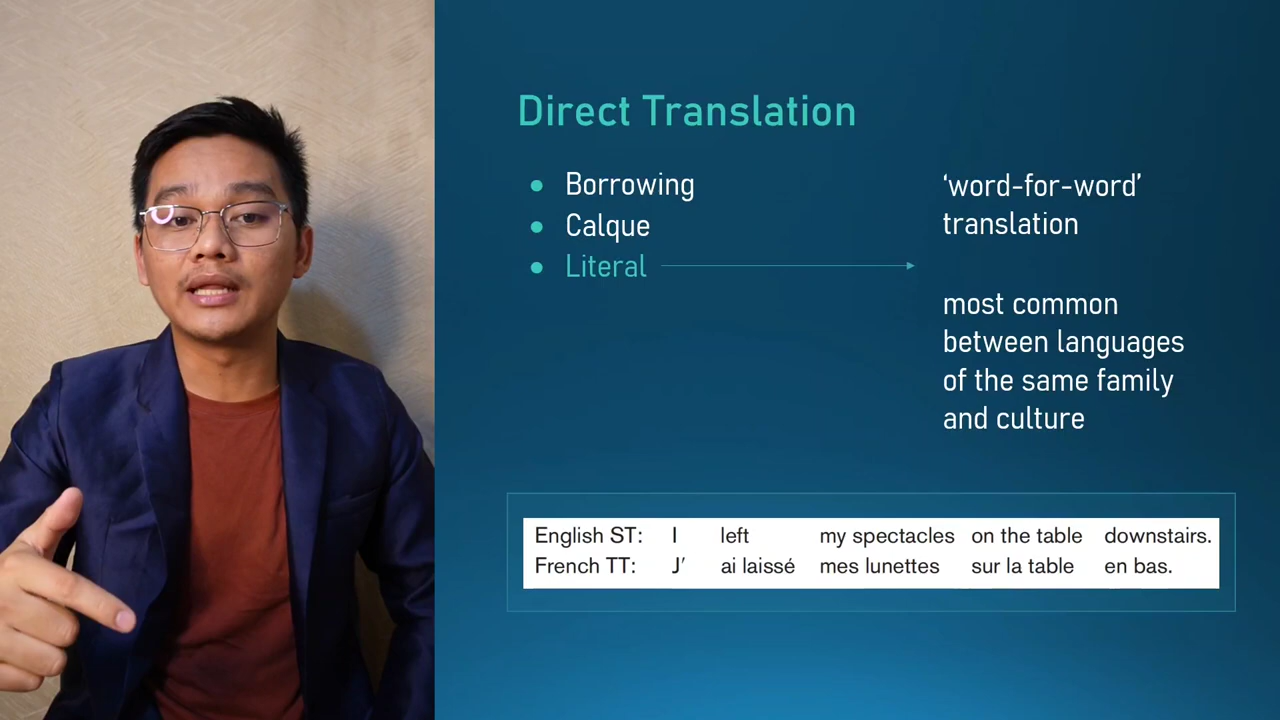 Direct Translation
● Borrowing
● Calque
● Literal
‘word-for-word’
translation
most common
between languages
of the same family
and culture
English ST: I left my spectacles on the table downstairs.
French TT: J′ ai laissé mes lunettes sur la table en bas.